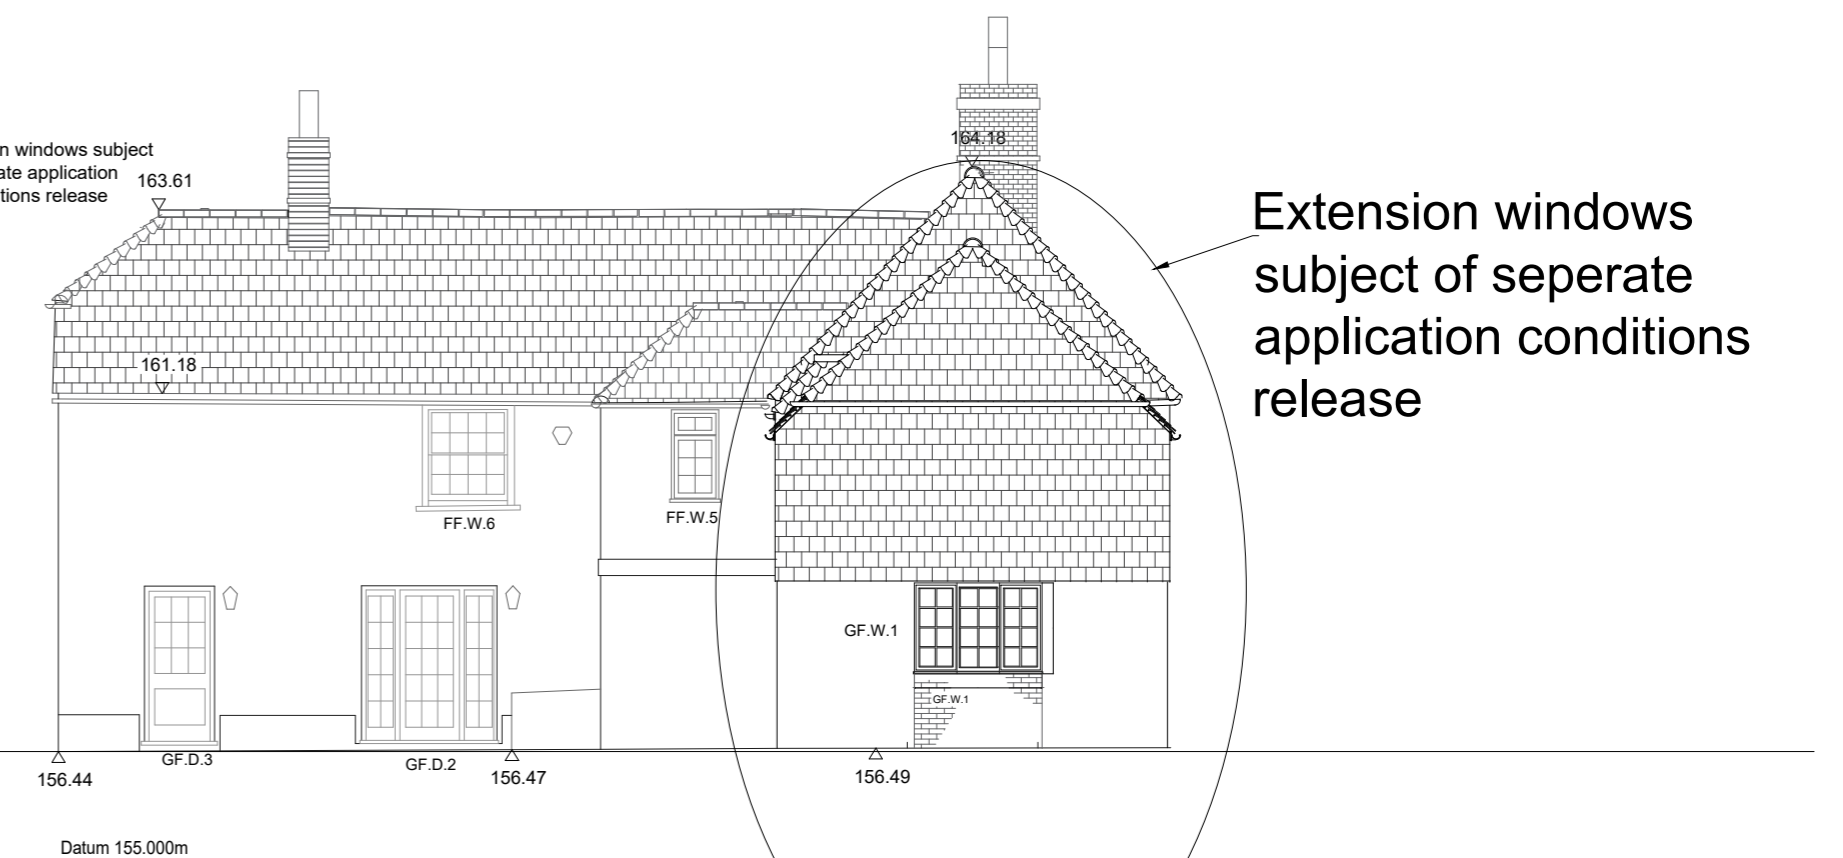 n windows subject
ate application
tions release
163.61
164.18
Extension windows
subject of seperate
application conditions
release
161.18
FF.W.6
FF.W.5
GF.W.1
GF.W.1
GF.D.3
GF.D.2
156.44
156.47
156.49
Datum 155.000m